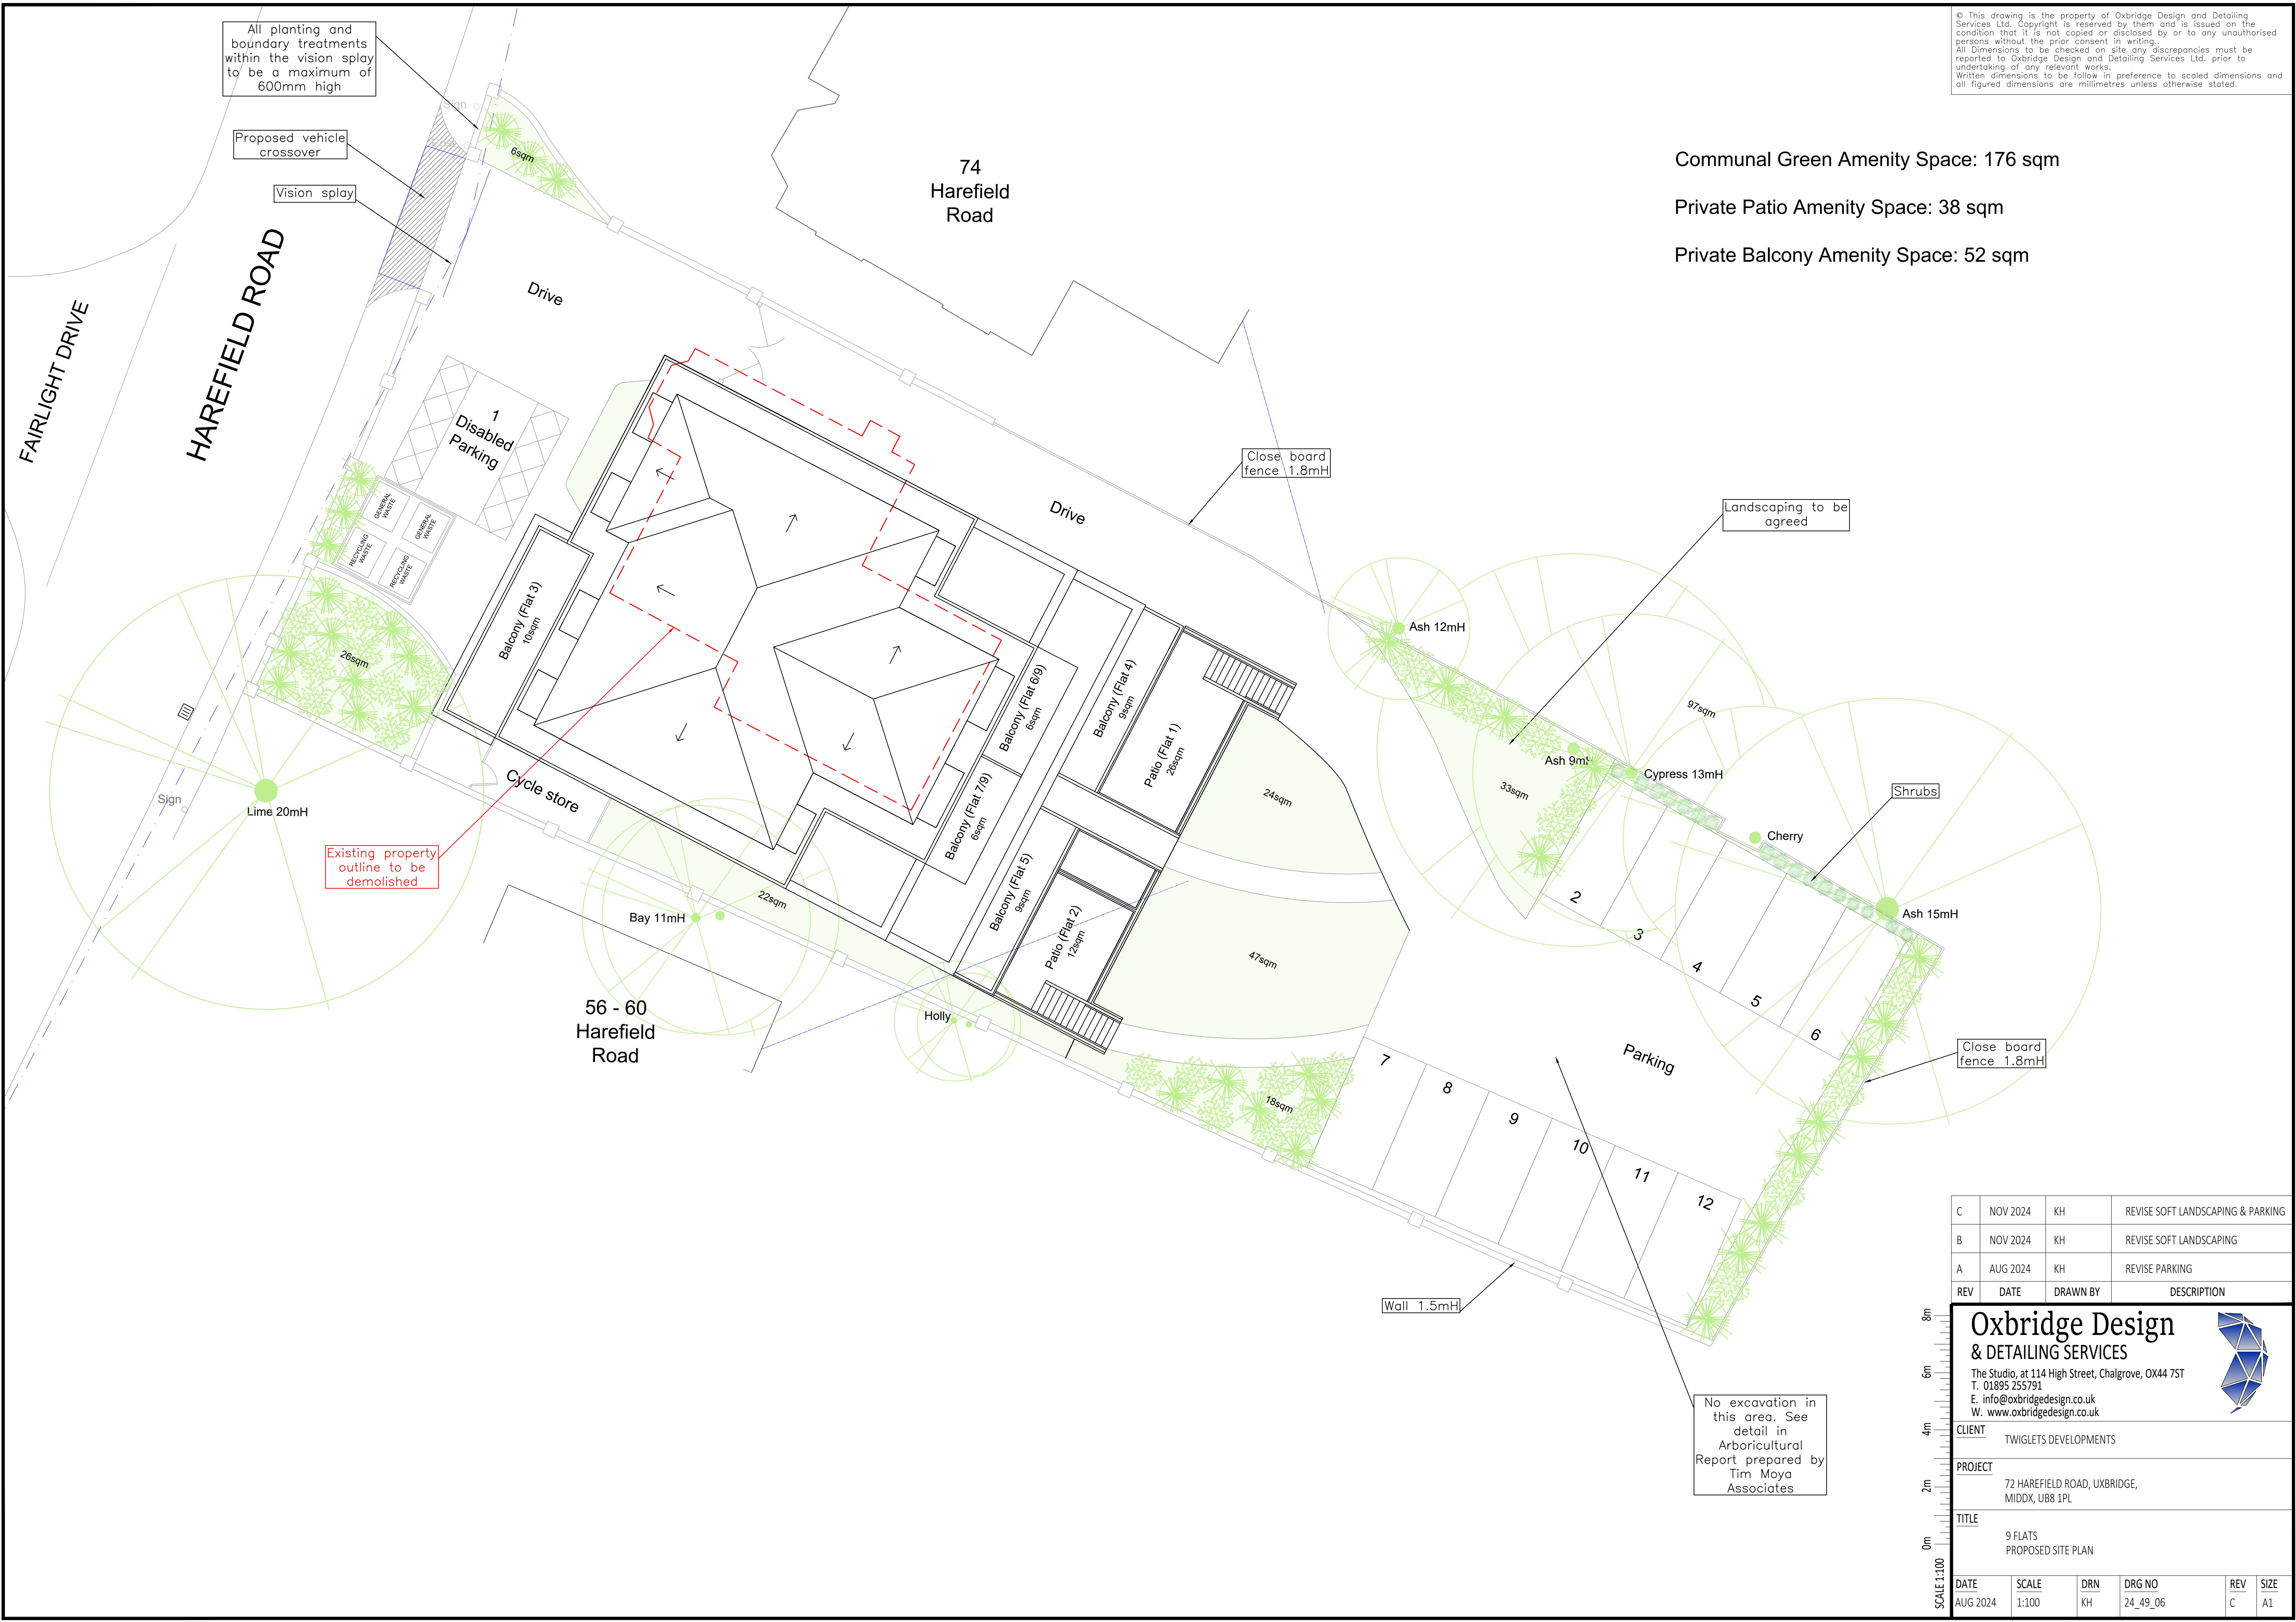 All planting and
boundary treatments
within the vision splay
to be a maximum of
600mm high
Proposed vehicle
crossover
Vision splay
Sign
FAIRLIGHT DRIVE
HAREFIELD ROAD
6sqm
Drive
74
Harefield
Road
© This drawing is the property of Oxbridge Design and Detailing
Services Ltd. Copyright is reserved by them and is issued on the
condition that it is not copied or disclosed by or to any unauthorised
persons without the prior consent in writing..
All Dimensions to be checked on site any discrepancies must be
reported to Oxbridge Design and Detailing Services Ltd. prior to
undertaking of any relevant works.
Written dimensions to be follow in preference to scaled dimensions and
all figured dimensions are millimetres unless otherwise stated.
Communal Green Amenity Space: 176 sqm
Private Patio Amenity Space: 38 sqm
Private Balcony Amenity Space: 52 sqm
1
Disabled
Parking
GENERAL
WASTE
GENERAL
WASTE
RECYCLING
WASTE
RECYCLING
WASTE
26sqm
Sign
Lime 20mH
Existing property
outline to be
demolished
Balcony (Flat 3)
10sqm
Cycle store
Drive
Close board
fence 1.8mH
Balcony (Flat 6/9)
6sqm
Balcony (Flat 7/9)
6sqm
Balcony (Flat 4)
9sqm
Balcony (Flat 5)
9sqm
Patio (Flat 1)
26sqm
Patio (Flat 2)
12sqm
Bay 11mH
22sqm
56 - 60
Harefield
Road
Holly
24sqm
47sqm
18sqm
Landscaping to be
agreed
Ash 12mH
97sqm
Ash 9mH
Cypress 13mH
33sqm
Cherry
Shrubs
Ash 15mH
2
3
4
5
6
Parking
7
8
9
10
11
12
Close board
fence 1.8mH
Wall 1.5mH
No excavation in
this area. See
detail in
Arboricultural
Report prepared by
Tim Moya
Associates
C NOV 2024 KH REVISE SOFT LANDSCAPING & PARKING
B NOV 2024 KH REVISE SOFT LANDSCAPING
A AUG 2024 KH REVISE PARKING
REV DATE DRAWN BY DESCRIPTION
8m
6m
4m
2m
0m
SCALE 1:100
Oxbridge Design
& DETAILING SERVICES
The Studio, at 114 High Street, Chalgrove, OX44 7ST
T. 01895 255791
E. info@oxbridgedesign.co.uk
W. www.oxbridgedesign.co.uk
CLIENT
TWIGLETS DEVELOPMENTS
PROJECT
72 HAREFIELD ROAD, UXBRIDGE,
MIDDX, UB8 1PL
TITLE
9 FLATS
PROPOSED SITE PLAN
DATE SCALE DRN DRG NO REV SIZE
AUG 2024 1:100 KH 24_49_06 C A1